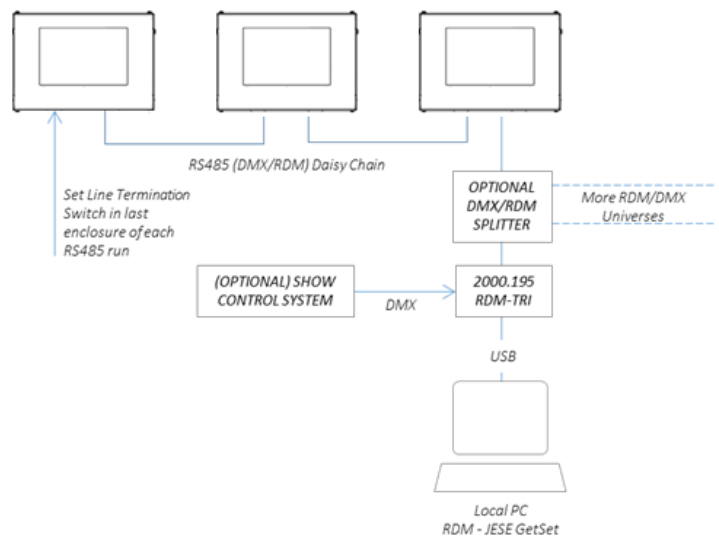 RS485 (DMX/RDM) Daisy Chain
Set Line Termination
Switch in last
enclosure of each
RS485 run
OPTIONAL
DMX/RDM
SPLITTER
More RDM/DMX
Universes
(OPTIONAL) SHOW
CONTROL SYSTEM
DMX
2000.195
RDM-TRI
USB
Local PC
RDM - JESE GetSet